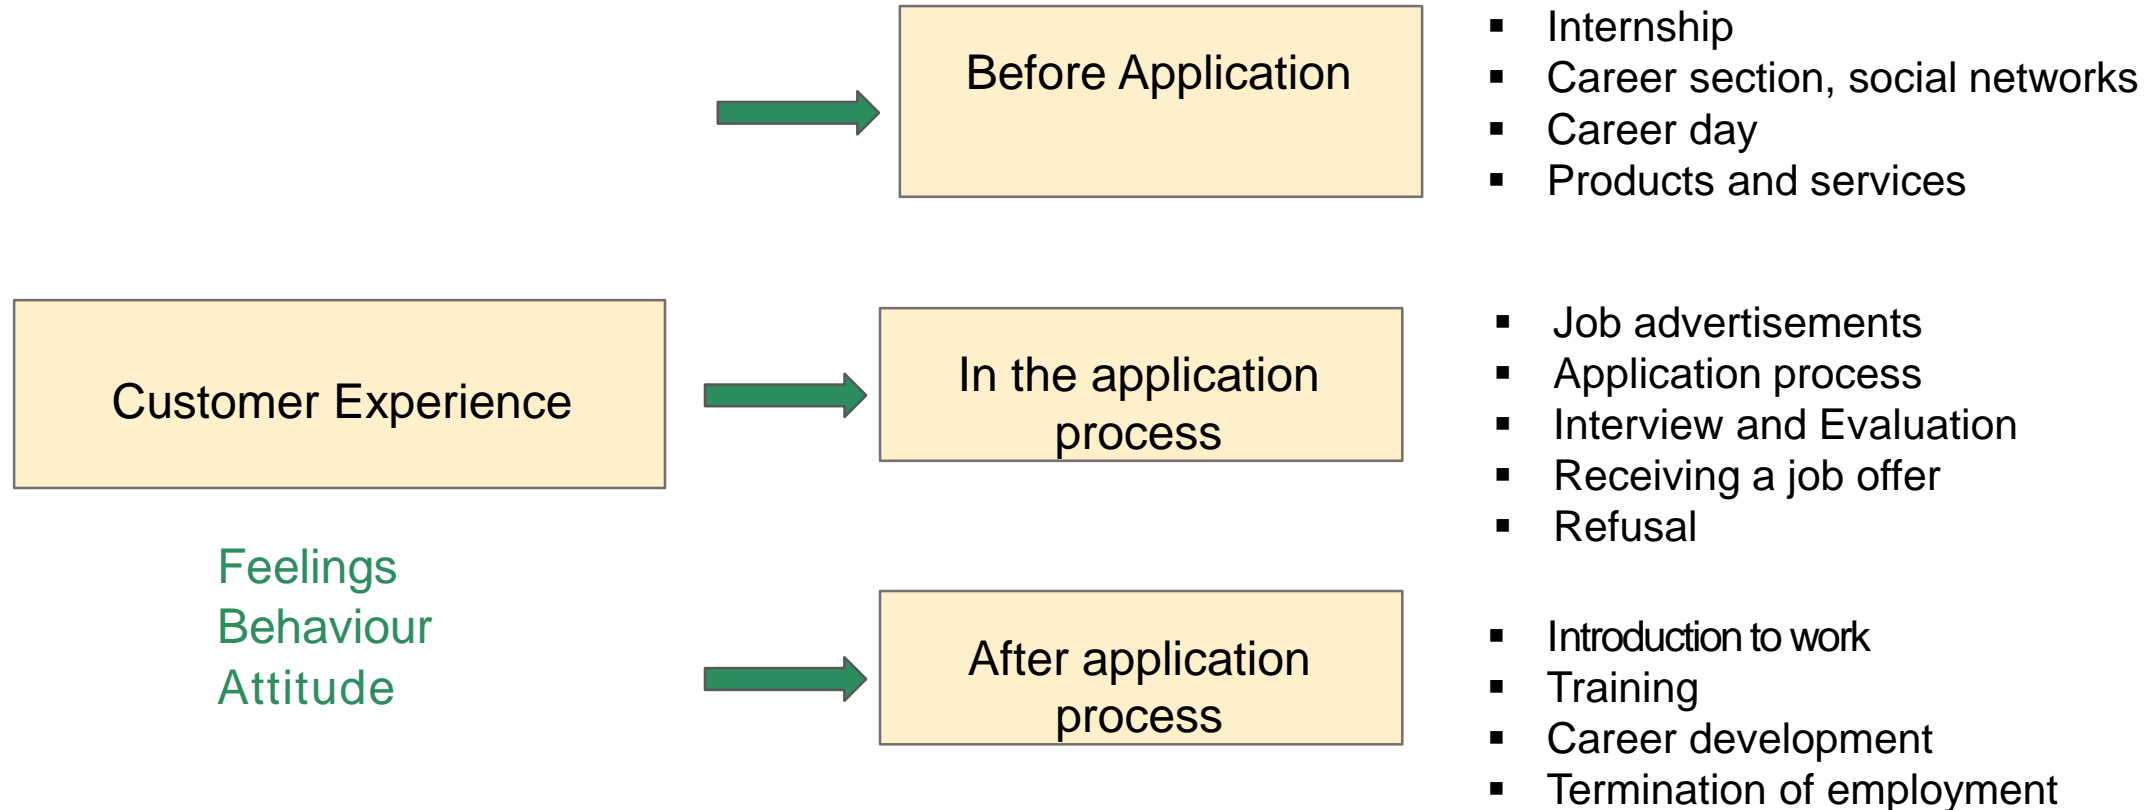 Before Application
▪ Internship
▪ Career section, social networks
▪ Career day
▪ Products and services
Customer Experience
Feelings
Behaviour
Attitude
In the application
process
▪ Job advertisements
▪ Application process
▪ Interview and Evaluation
▪ Receiving a job offer
▪ Refusal
After application
process
▪ Introduction to work
▪ Training
▪ Career development
▪ Termination of employment